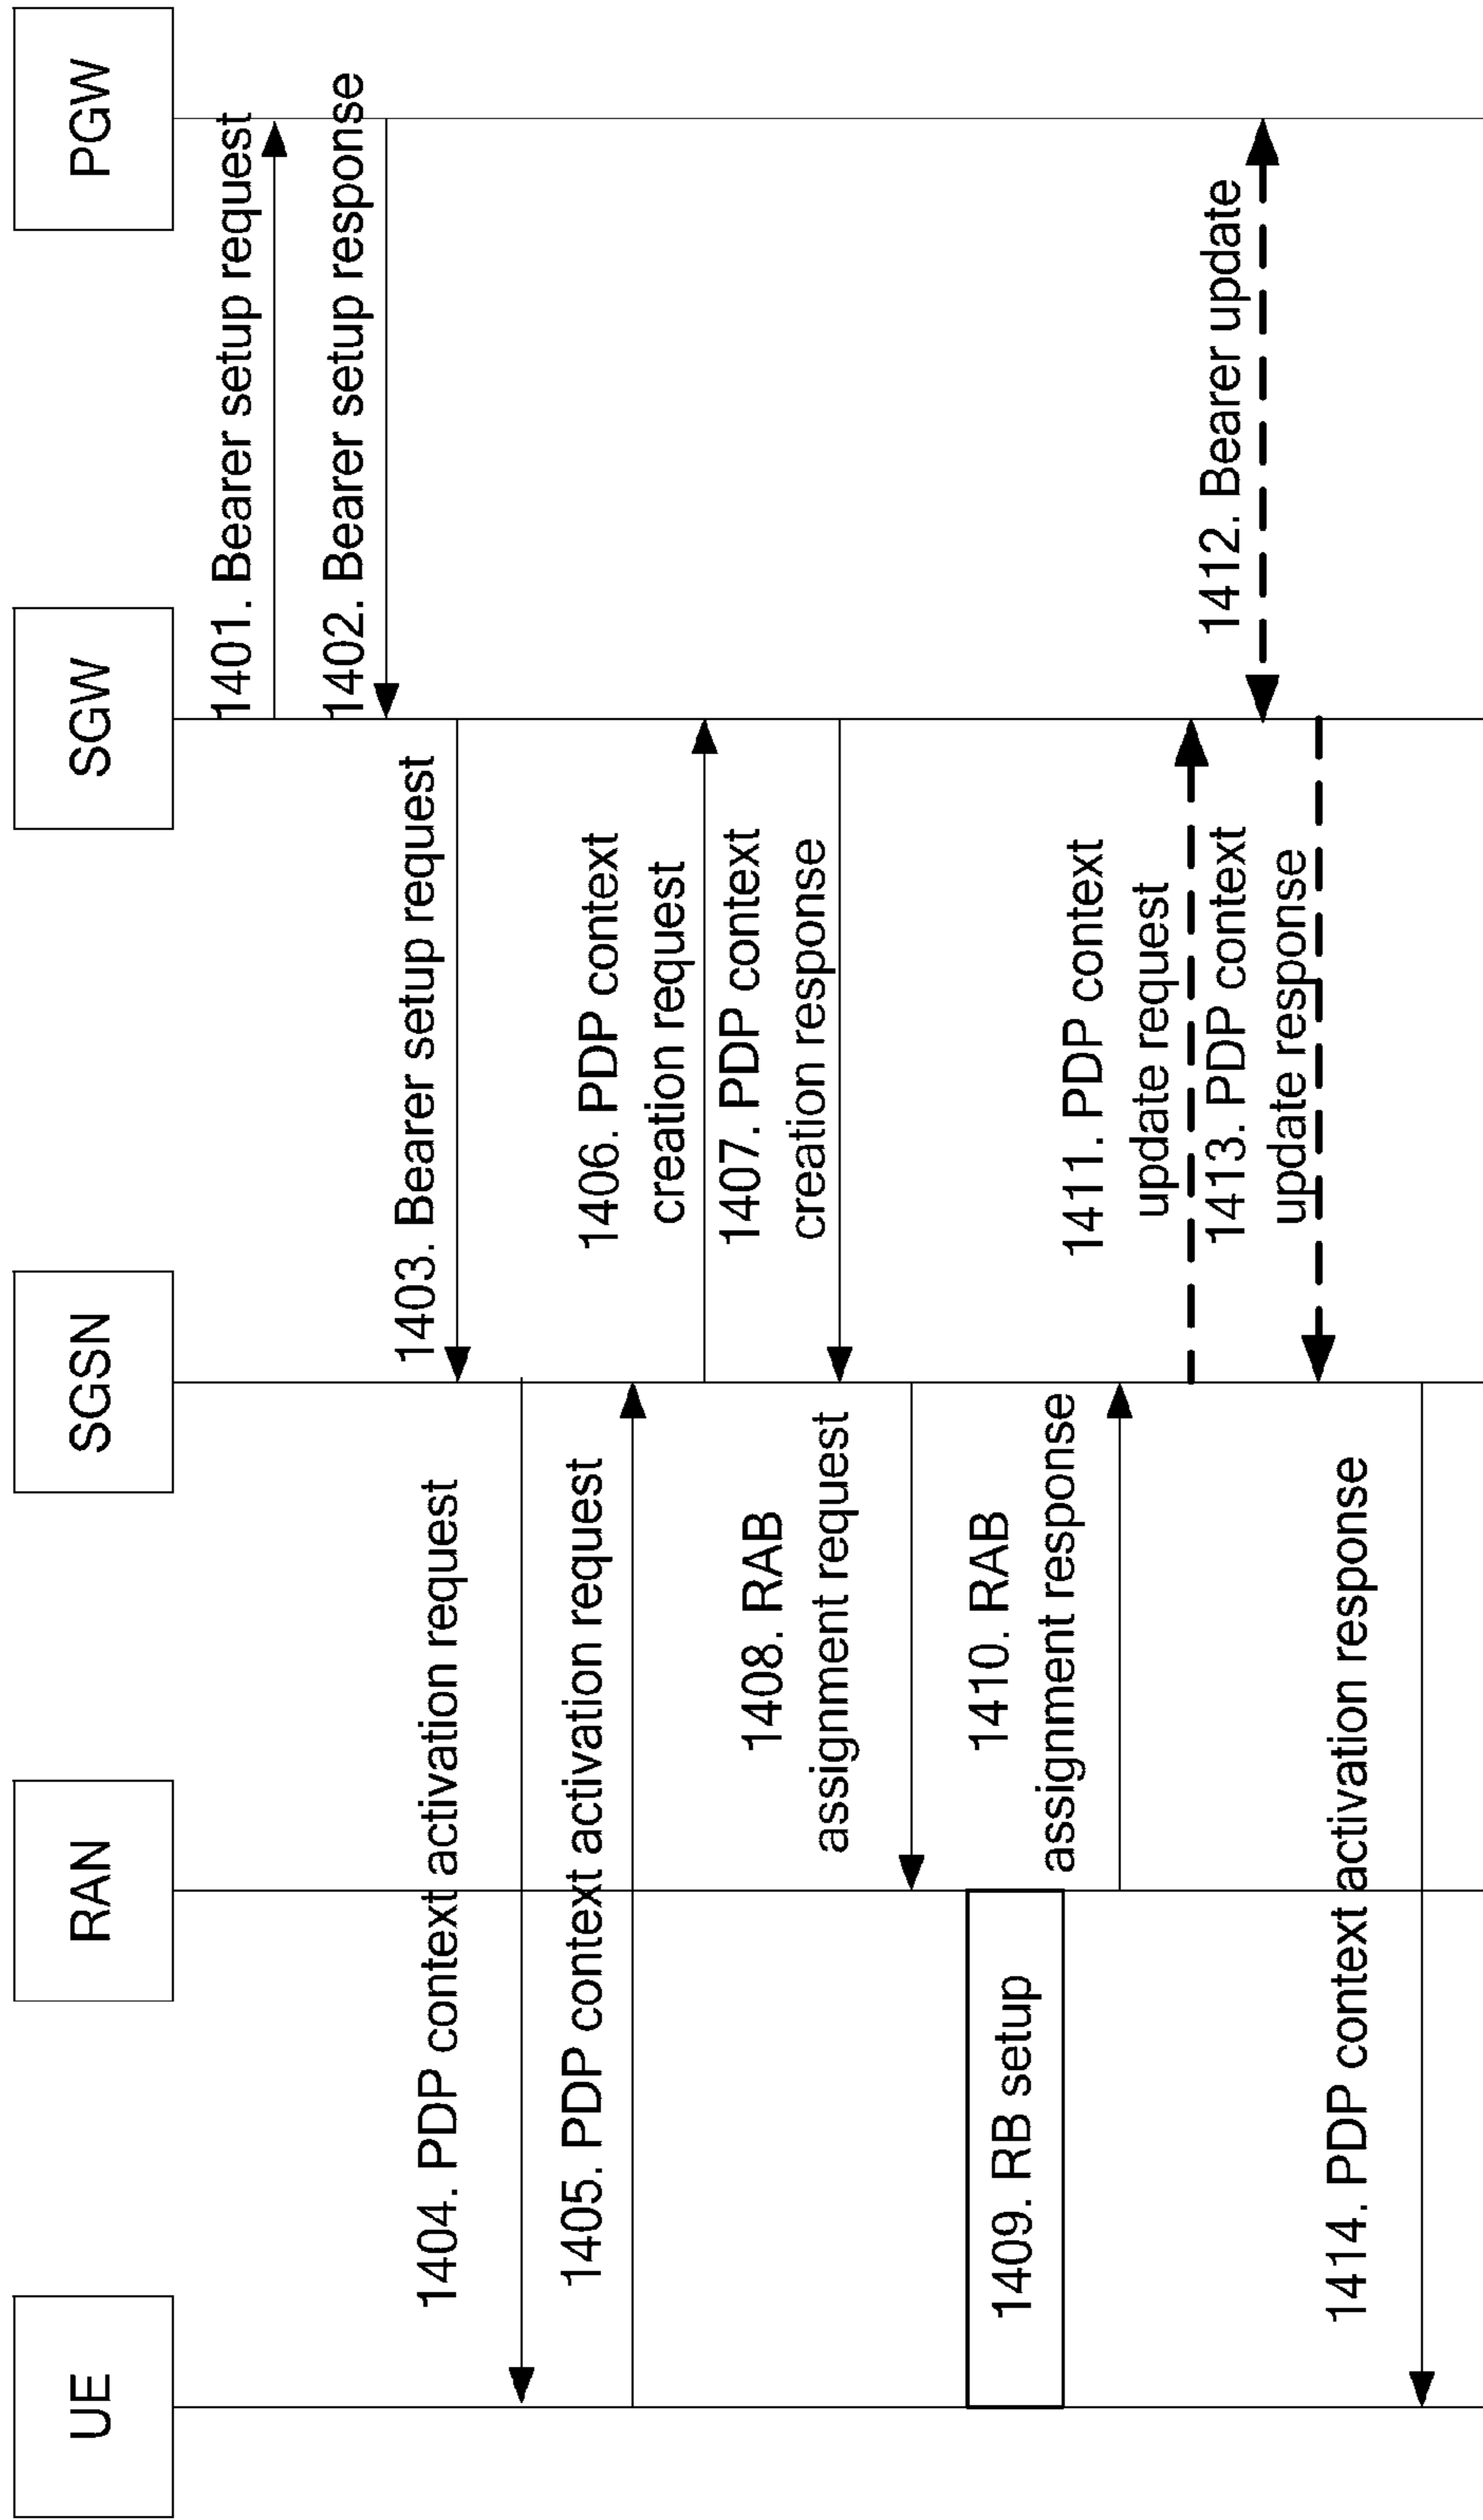 UE
RAN
SGSN
SGW
PGW
1401. Bearer setup request
1402. Bearer setup response
1403. Bearer setup request
1404. PDP context activation request
1405. PDP context activation request
1406. PDP context
creation request
1407. PDP context
creation response
1408. RAB
assignment request
1409. RB setup
1410. RAB
assignment response
1411. PDP context
update request
1412. Bearer update
1413. PDP context
update response
1414. PDP context activation response